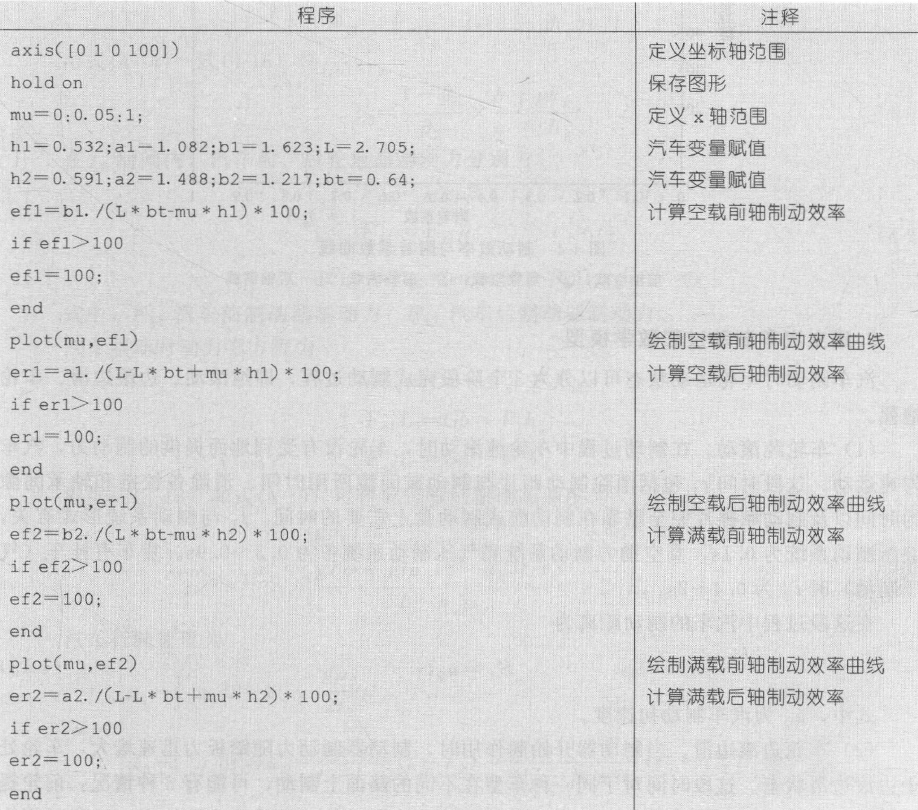 程序 注释
axis([0 1 0 100]) 定义坐标轴范围
hold on 保存图形
mu=0:0.05:1; 定义 x 轴范围
h1=0.532;a1=1.082;b1=1.623;L=2.705; 汽车变量赋值
h2=0.591;a2=1.488;b2=1.217;bt=0.64; 汽车变量赋值
ef1=b1./(L*bt-mu*h1)*100; 计算空载前轴制动效率
if ef1>100
ef1=100;
end
plot(mu,ef1) 绘制空载前轴制动效率曲线
er1=a1./(L-L*bt+mu*h1)*100; 计算空载后轴制动效率
if er1>100
er1=100;
end
plot(mu,er1) 绘制空载后轴制动效率曲线
ef2=b2./(L*bt-mu*h2)*100; 计算满载前轴制动效率
if ef2>100
ef2=100;
end
plot(mu,ef2) 绘制满载前轴制动效率曲线
er2=a2./(L-L*bt+mu*h2)*100; 计算满载后轴制动效率
if er2>100
er2=100;
end